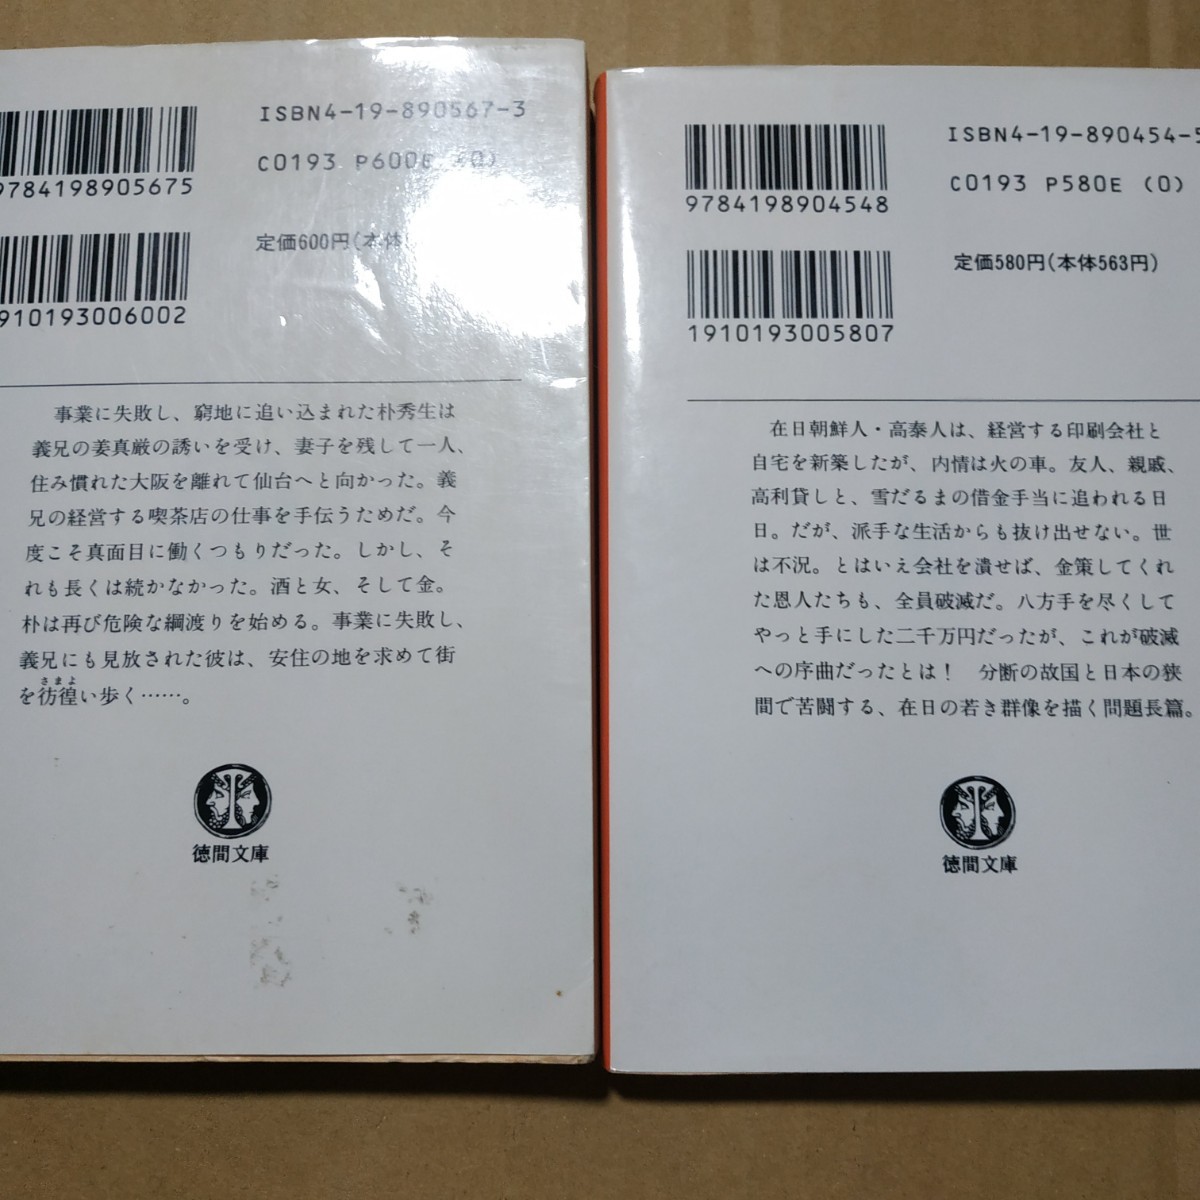 ISBN4-19-890567-3
C0193 P600E (0)
9784198905675
定価600円(本体
910193006002
事業に失敗し、窮地に追い込まれた朴秀生は
義兄の姜真厳の誘いを受け、妻子を残して一人、
住み慣れた大阪を離れて仙台へと向かった。義
兄の経営する喫茶店の仕事を手伝うためだ。今
度こそ真面目に働くつもりだった。しかし、そ
れも長くは続かなかった。酒と女、そして金。
朴は再び危険な綱渡りを始める。事業に失敗し、
義兄にも見放された彼は、安住の地を求めて街
さまよ
を彷徨い歩く……。
徳間文庫
ISBN4-19-890454-5
C0193 P580E (0)
9784198904548
定価580円(本体563円)
1910193005807
在日朝鮮人・高泰人は、経営する印刷会社と
自宅を新築したが、内情は火の車。友人、親戚、
高利貸しと、雪だるまの借金手当に追われる日
日。だが、派手な生活からも抜け出せない。世
は不況。とはいえ会社を潰せば、金策してくれ
た恩人たちも、全員破滅だ。八方手を尽くして
やっと手にした二千万円だったが、これが破滅
への序曲だったとは！　分断の故国と日本の狭
間で苦闘する、在日の若き群像を描く問題長篇。
徳間文庫